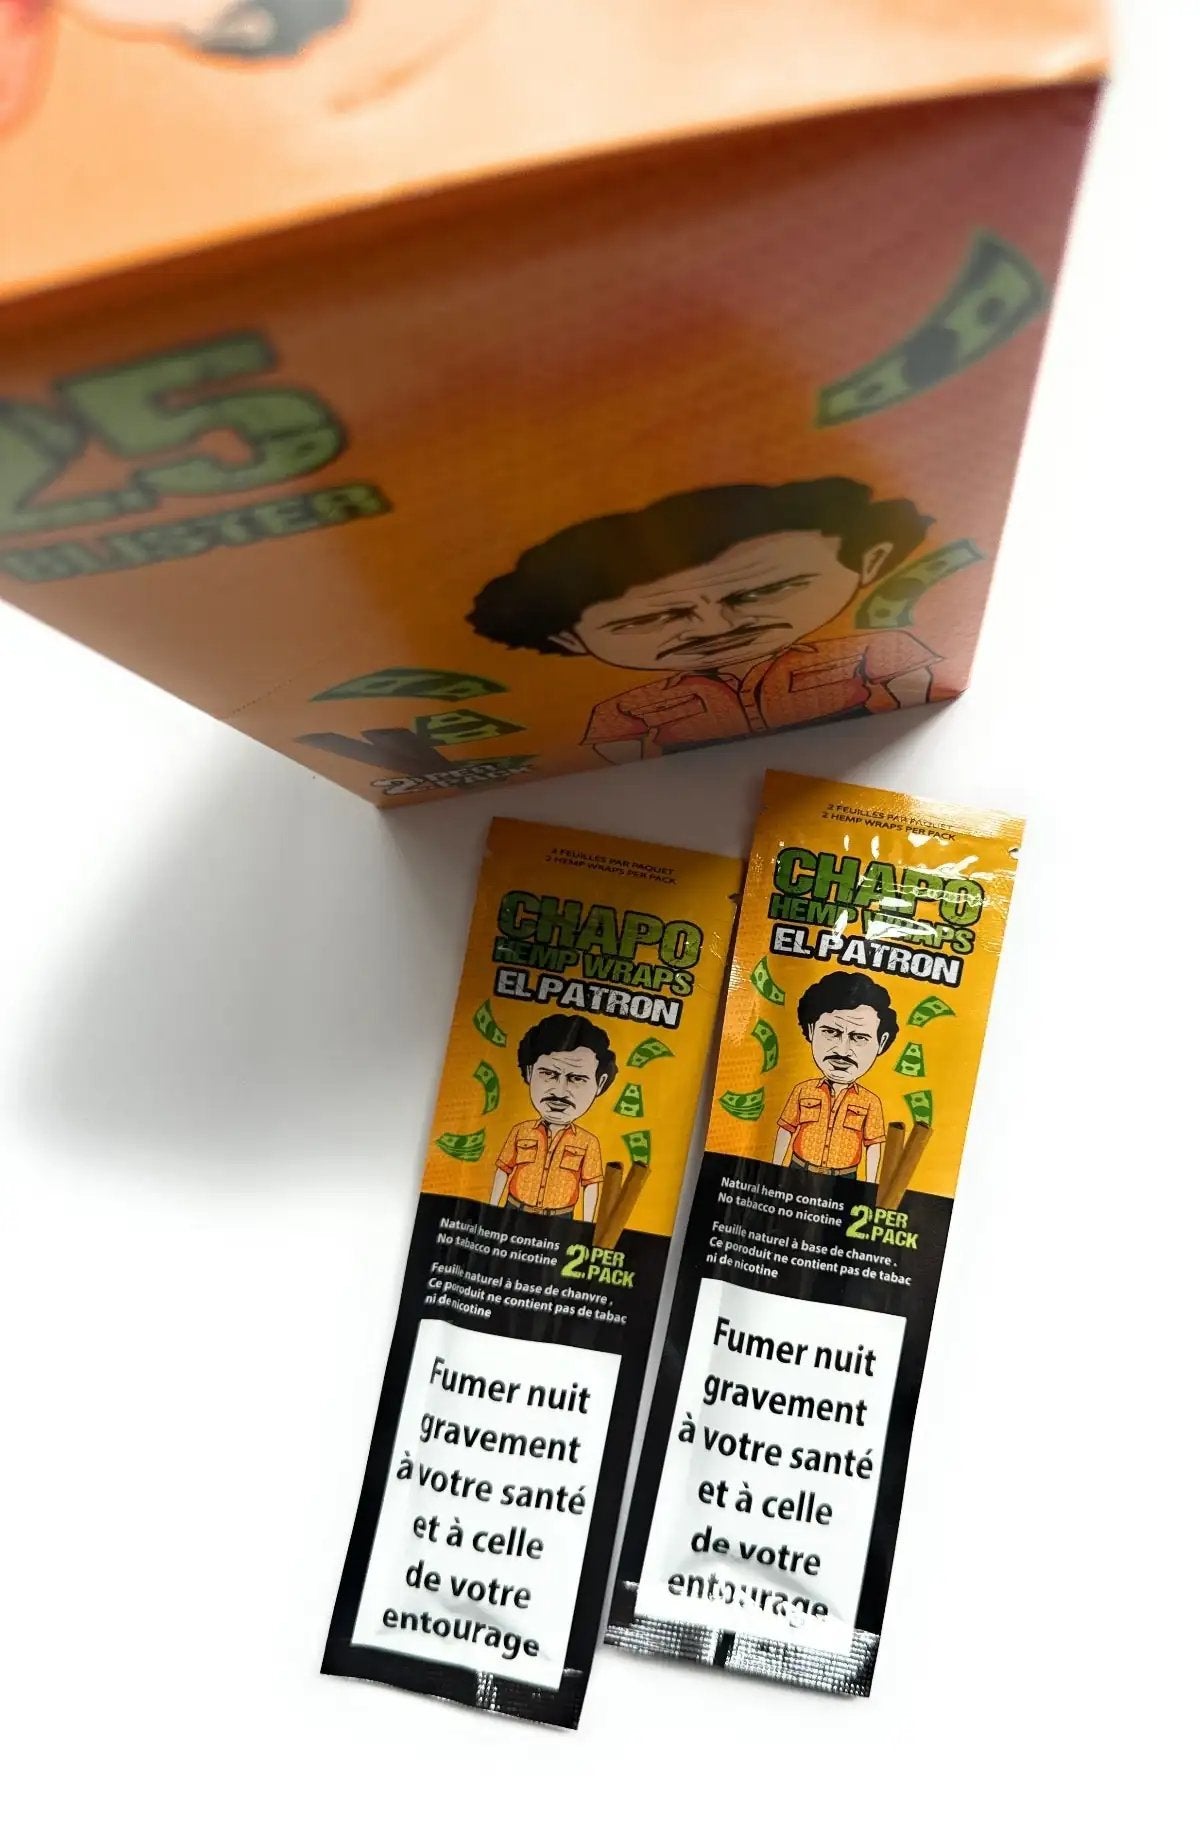 25
BLISTER
2 PER
PACK
2 FEUILLES PAR PAQUET
2 HEMP WRAPS PER PACK
CHAPO
HEMP WRAPS
EL PATRON
Natural hemp contains
No tabacco no nicotine
2 PER
PACK
Feuille naturel à base de chanvre ,
Ce poroduit ne contient pas de tabac
ni de nicotine
Fumer nuit
gravement
à votre santé
et à celle
de votre
entourage
2 FEUILLES PAR PAQUET
2 HEMP WRAPS PER PACK
CHAPO
HEMP WRAPS
EL PATRON
Natural hemp contains
No tabacco no nicotine
2 PER
PACK
Feuille naturel à base de chanvre ,
Ce poroduit ne contient pas de tabac
ni de nicotine
Fumer nuit
gravement
à votre santé
et à celle
de votre
entourage